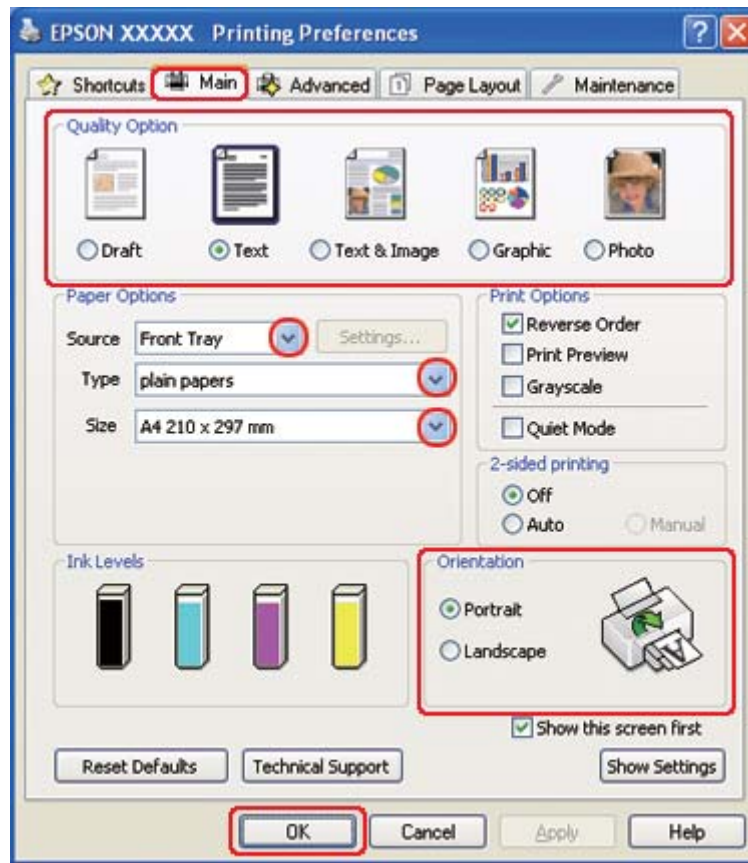 EPSON XXXXX Printing Preferences
Shortcuts Main Advanced Page Layout Maintenance
Quality Option
Draft Text Text & Image Graphic Photo
Paper Options
Source Front Tray Settings...
Type plain papers
Size A4 210 x 297 mm
Print Options
Reverse Order
Print Preview
Grayscale
Quiet Mode
2-sided printing
Off
Auto Manual
Ink Levels
Orientation
Portrait
Landscape
Show this screen first
Reset Defaults Technical Support Show Settings
OK Cancel Apply Help